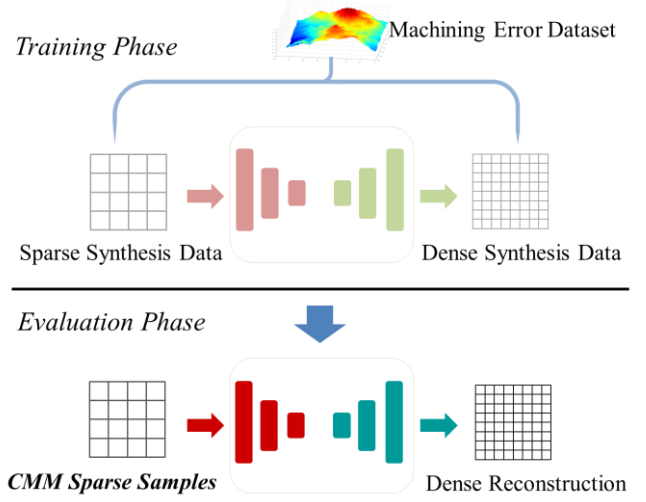 Machining Error Dataset
Training Phase
Sparse Synthesis Data
Dense Synthesis Data
Evaluation Phase
CMM Sparse Samples
Dense Reconstruction